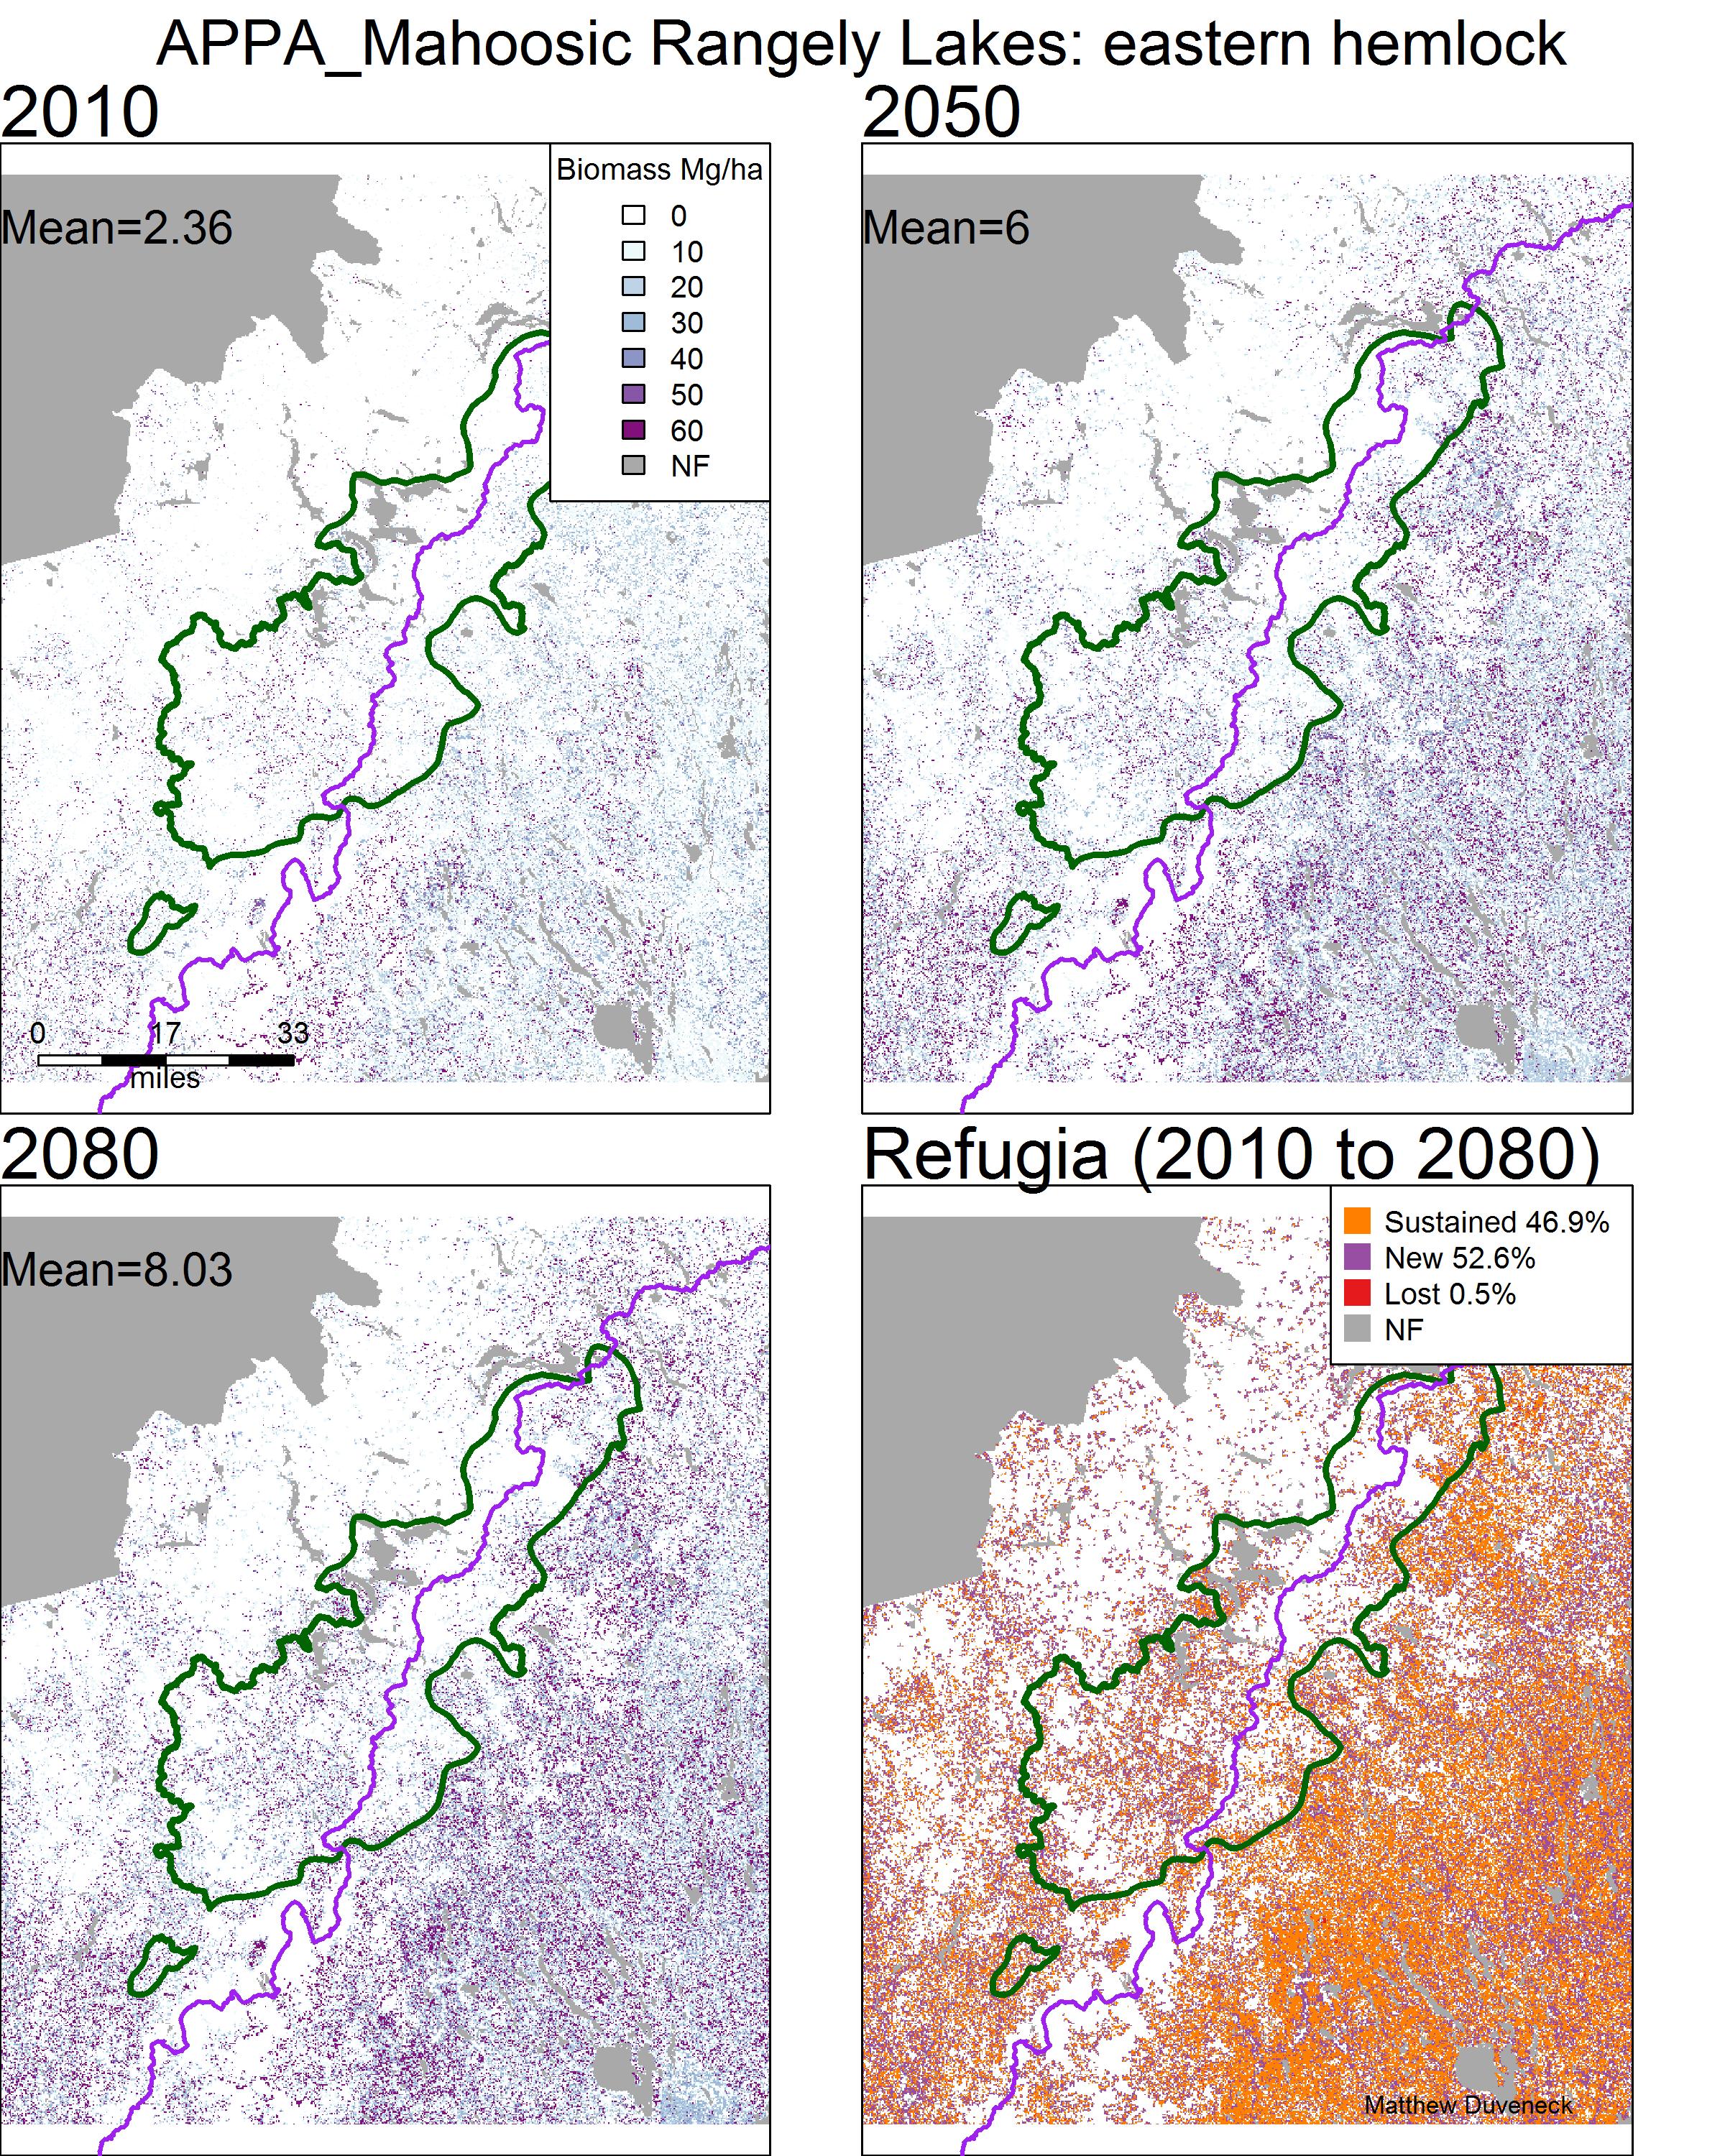 APPA_Mahoosic Rangely Lakes: eastern hemlock
2010
Mean=2.36
Biomass Mg/ha
0
10
20
30
40
50
60
NF
0 17 33
miles
2050
Mean=6
2080
Mean=8.03
Refugia (2010 to 2080)
Sustained 46.9%
New 52.6%
Lost 0.5%
NF
Matthew Duveneck